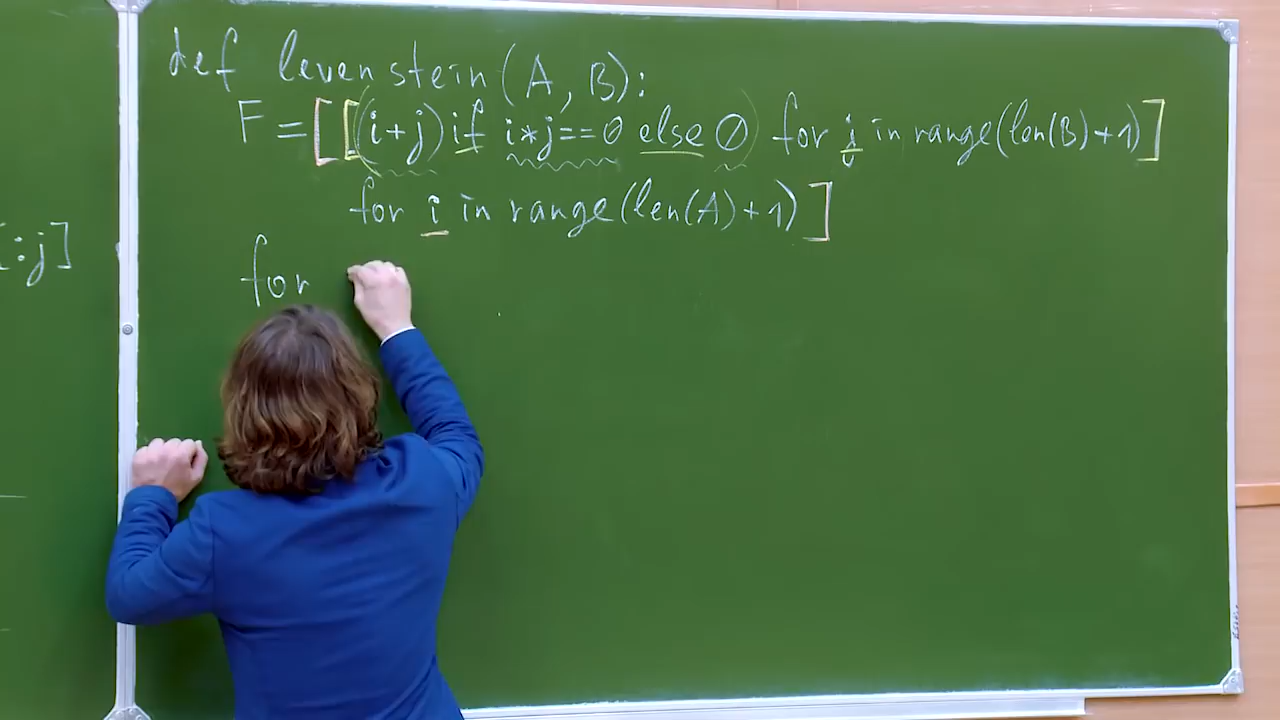 def levenstein(A, B):
F = [[((i+j) if i*j==0 else 0) for j in range(len(B)+1)]
for i in range(len(A)+1)]
:j]
for